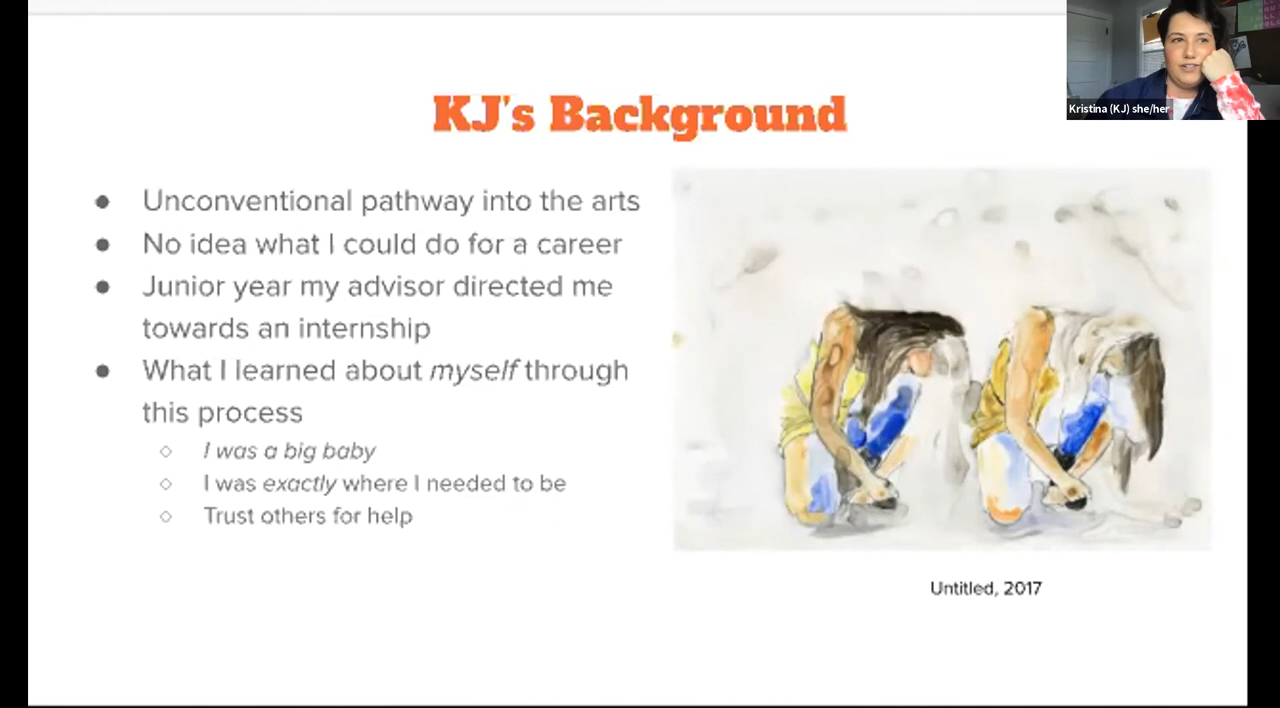 Kristina (KJ) she/her
KJ's Background
● Unconventional pathway into the arts
● No idea what I could do for a career
● Junior year my advisor directed me
towards an internship
● What I learned about myself through
this process
◇ I was a big baby
◇ I was exactly where I needed to be
◇ Trust others for help
Untitled, 2017